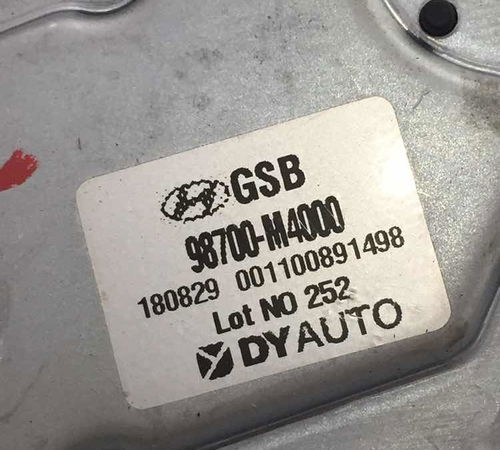 GSB
98700-M4000
180829 001100891498
Lot NO 252
DYAUTO